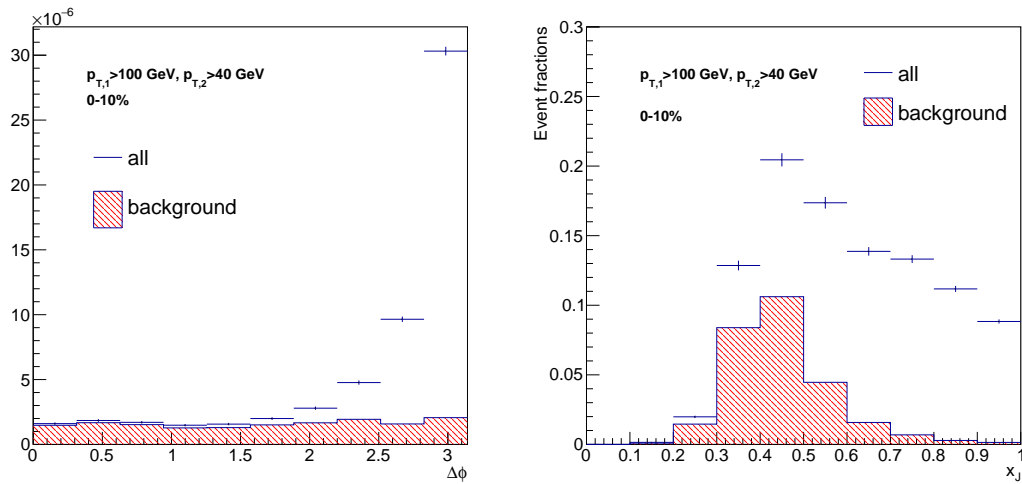 ×10⁻⁶
30
25
20
15
10
5
0
p_{T,1}>100 GeV, p_{T,2}>40 GeV
0-10%
all
background
0 0.5 1 1.5 2 2.5 3
Δϕ
Event fractions
0.3
0.25
0.2
0.15
0.1
0.05
0
p_{T,1}>100 GeV, p_{T,2}>40 GeV
0-10%
all
background
0 0.1 0.2 0.3 0.4 0.5 0.6 0.7 0.8 0.9 1
x_J